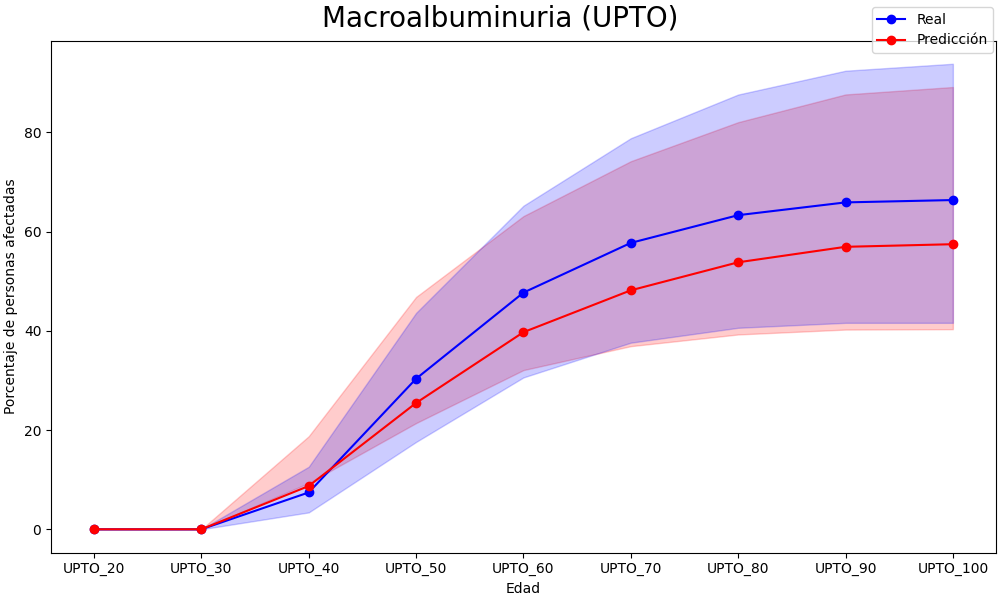 Macroalbuminuria (UPTO)
Real
Predicción
Porcentaje de personas afectadas
80
60
40
20
0
UPTO_20 UPTO_30 UPTO_40 UPTO_50 UPTO_60 UPTO_70 UPTO_80 UPTO_90 UPTO_100
Edad